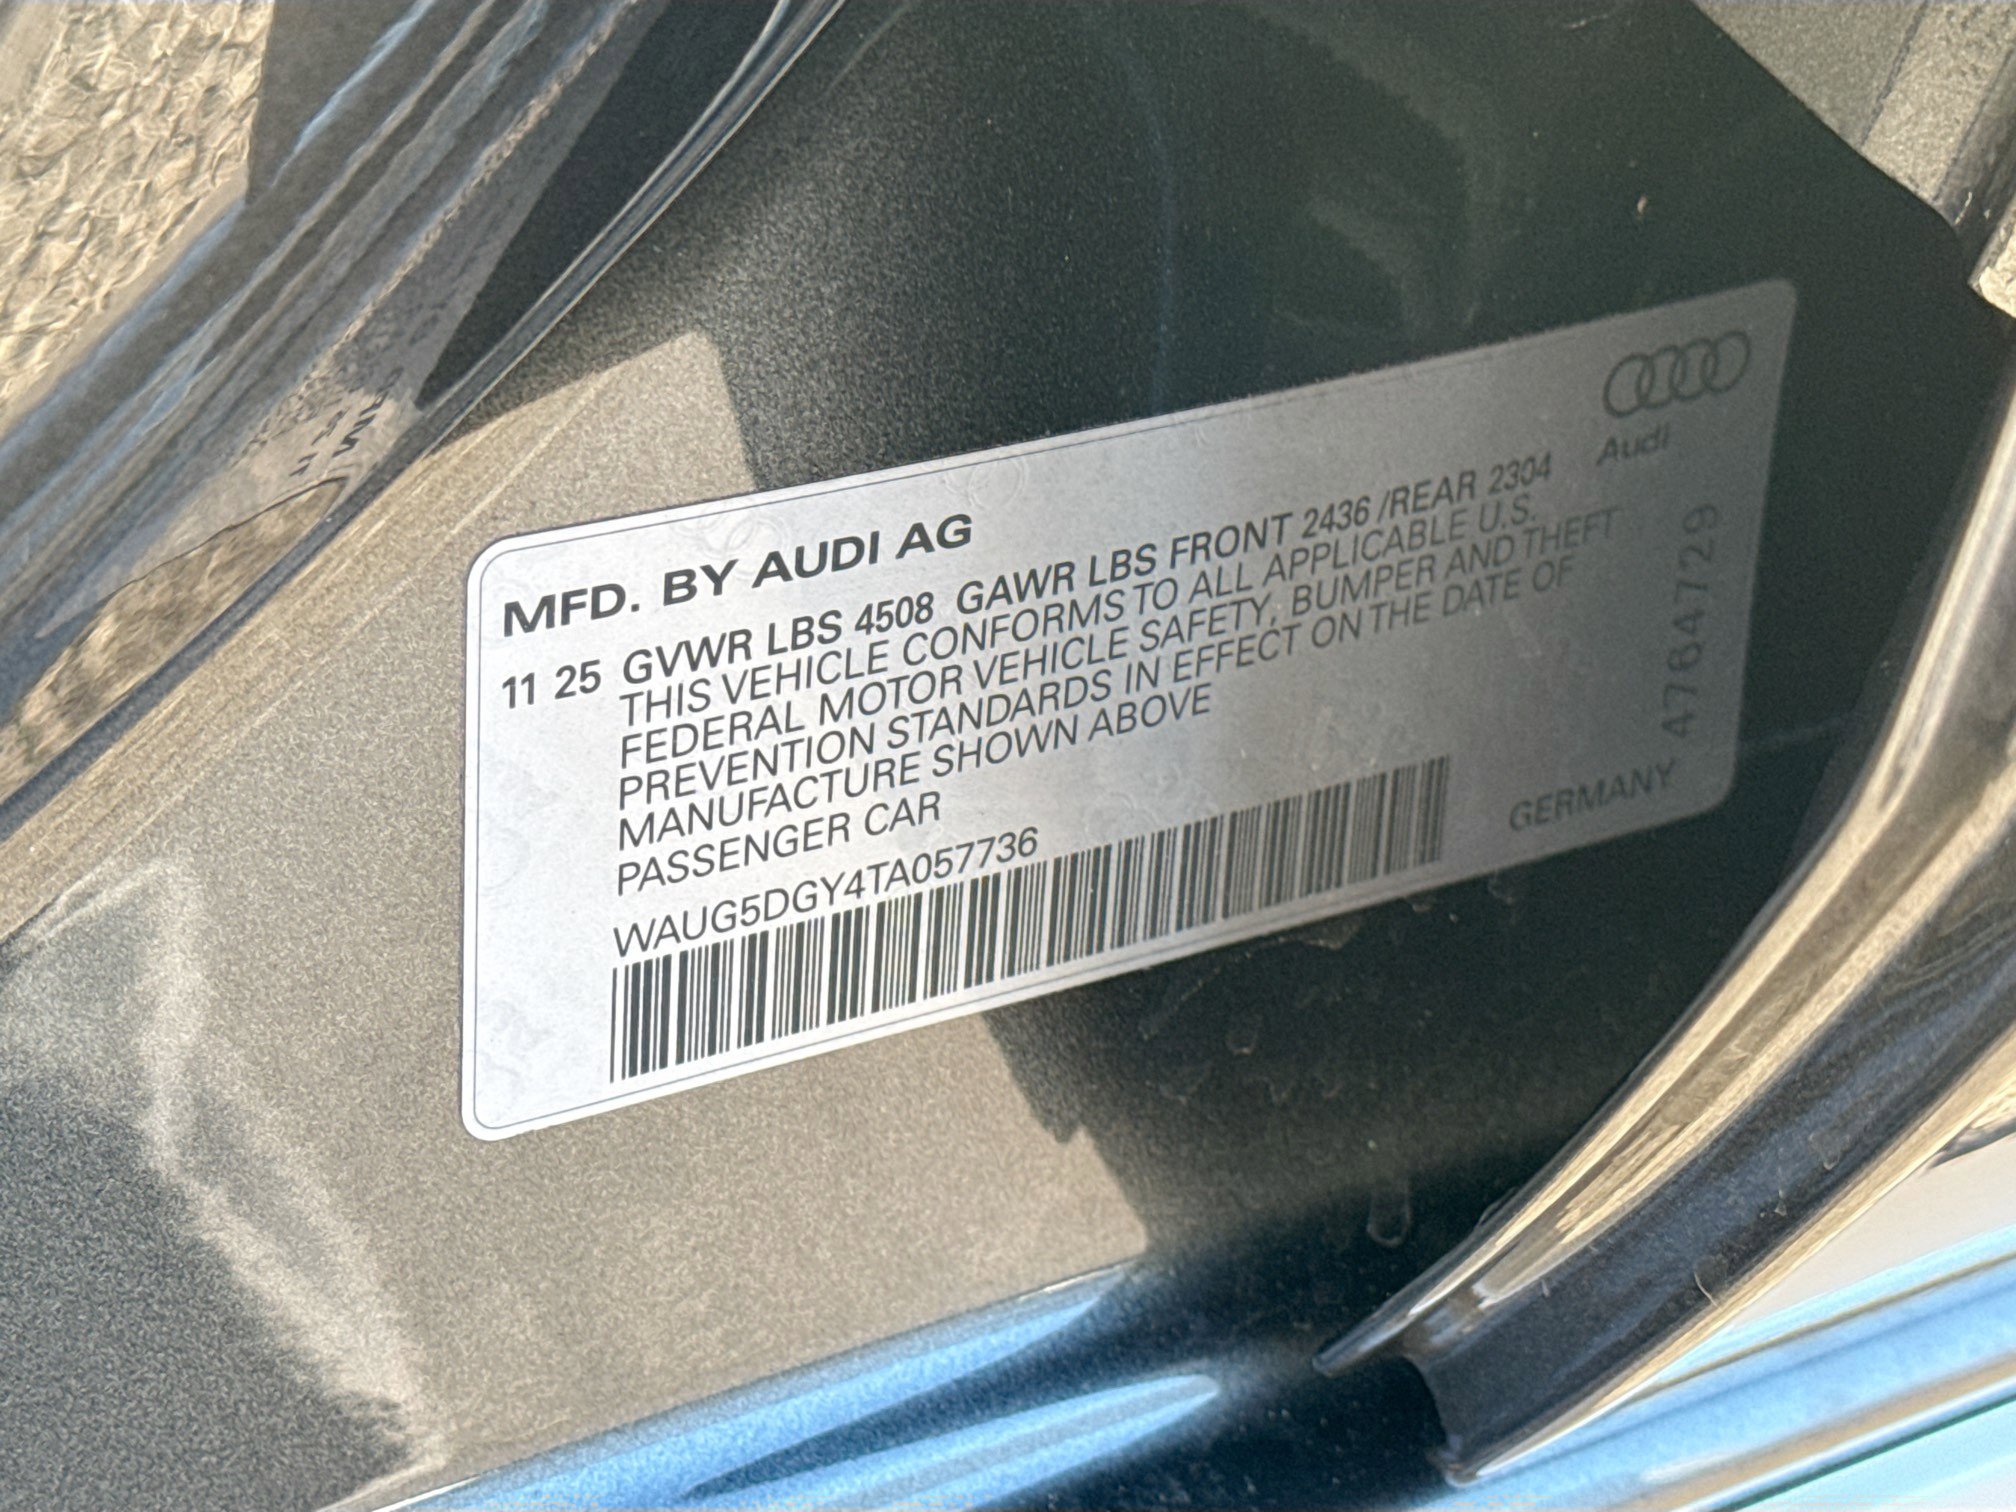 Audi
MFD. BY AUDI AG
11 25 GVWR LBS 4508 GAWR LBS FRONT 2436 /REAR 2304
THIS VEHICLE CONFORMS TO ALL APPLICABLE U.S.
FEDERAL MOTOR VEHICLE SAFETY, BUMPER AND THEFT
PREVENTION STANDARDS IN EFFECT ON THE DATE OF
MANUFACTURE SHOWN ABOVE
PASSENGER CAR
WAUG5DGY4TA057736
GERMANY
4764729